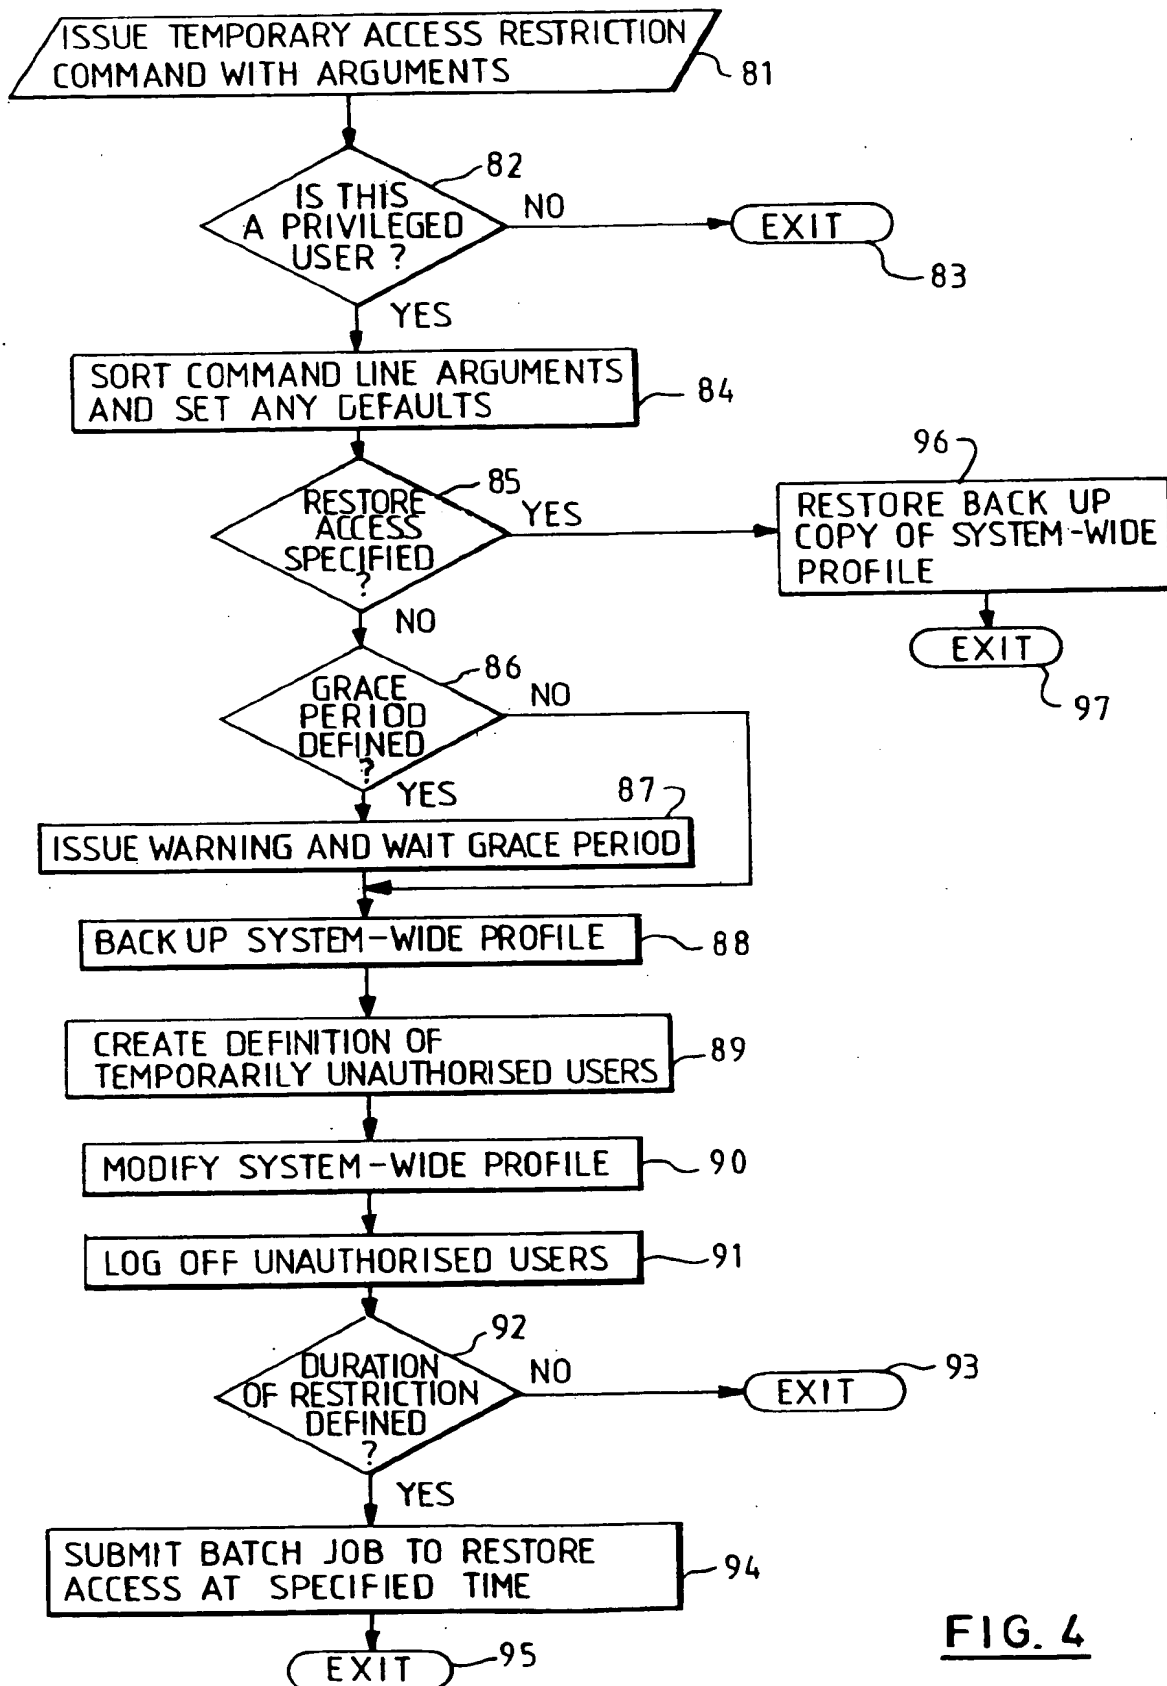 ISSUE TEMPORARY ACCESS RESTRICTION
COMMAND WITH ARGUMENTS
81
82
IS THIS
A PRIVILEGED
USER ?
NO
EXIT
83
YES
SORT COMMAND LINE ARGUMENTS
AND SET ANY DEFAULTS
84
85
RESTORE
ACCESS
SPECIFIED
?
YES
96
RESTORE BACK UP
COPY OF SYSTEM-WIDE
PROFILE
EXIT
97
NO
86
GRACE
PERIOD
DEFINED
?
NO
YES
87
ISSUE WARNING AND WAIT GRACE PERIOD
BACK UP SYSTEM-WIDE PROFILE
88
CREATE DEFINITION OF
TEMPORARILY UNAUTHORISED USERS
89
MODIFY SYSTEM-WIDE PROFILE
90
LOG OFF UNAUTHORISED USERS
91
92
DURATION
OF RESTRICTION
DEFINED
?
NO
EXIT
93
YES
SUBMIT BATCH JOB TO RESTORE
ACCESS AT SPECIFIED TIME
94
EXIT
95
FIG. 4